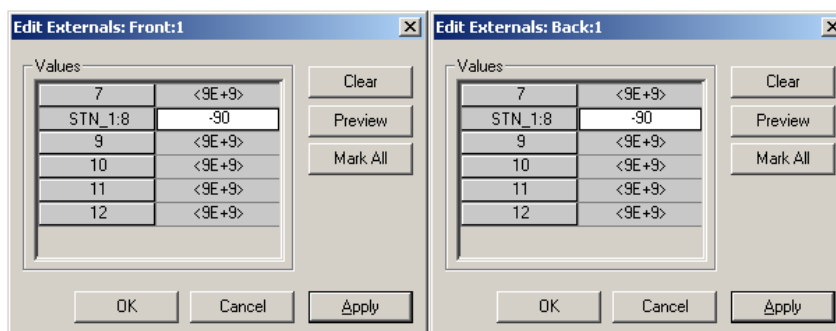 Edit Externals: Front:1
Values
7 <9E+9>
STN_1:8 -90
9 <9E+9>
10 <9E+9>
11 <9E+9>
12 <9E+9>
Clear
Preview
Mark All
OK Cancel Apply
Edit Externals: Back:1
Values
7 <9E+9>
STN_1:8 -90
9 <9E+9>
10 <9E+9>
11 <9E+9>
12 <9E+9>
Clear
Preview
Mark All
OK Cancel Apply